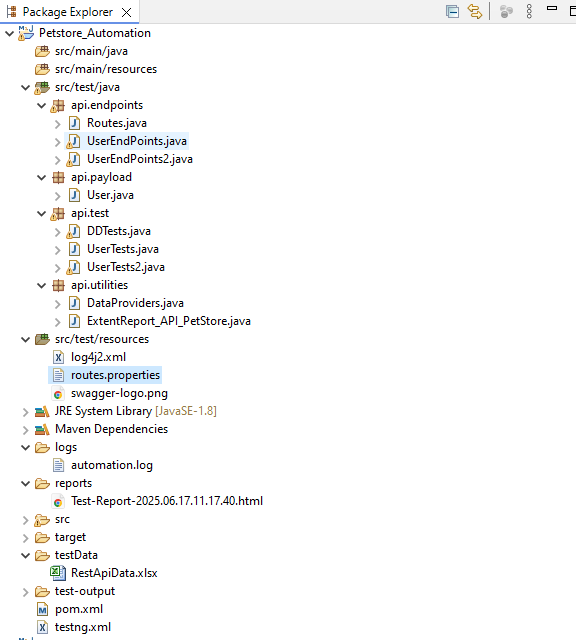 Package Explorer
Petstore_Automation
src/main/java
src/main/resources
src/test/java
api.endpoints
Routes.java
UserEndPoints.java
UserEndPoints2.java
api.payload
User.java
api.test
DDTests.java
UserTests.java
UserTests2.java
api.utilities
DataProviders.java
ExtentReport_API_PetStore.java
src/test/resources
log4j2.xml
routes.properties
swagger-logo.png
JRE System Library [JavaSE-1.8]
Maven Dependencies
logs
automation.log
reports
Test-Report-2025.06.17.11.17.40.html
src
target
testData
RestApiData.xlsx
test-output
pom.xml
testng.xml